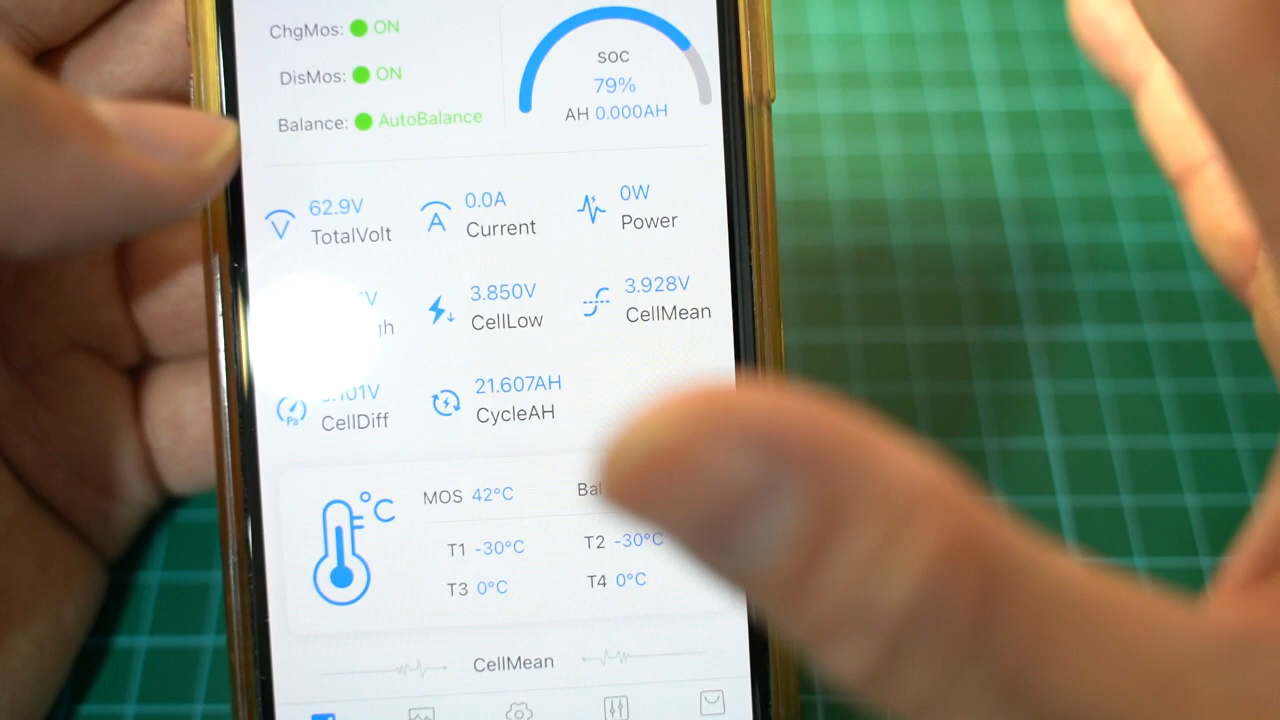 ChgMos: ON
DisMos: ON
Balance: AutoBalance
SOC
79%
AH 0.000AH
62.9V
TotalVolt
0.0A
Current
0W
Power
3.850V
CellLow
3.928V
CellMean
CellDiff
21.607AH
CycleAH
°C
MOS 42°C
T1 -30°C
T2 -30°C
T3 0°C
T4 0°C
CellMean